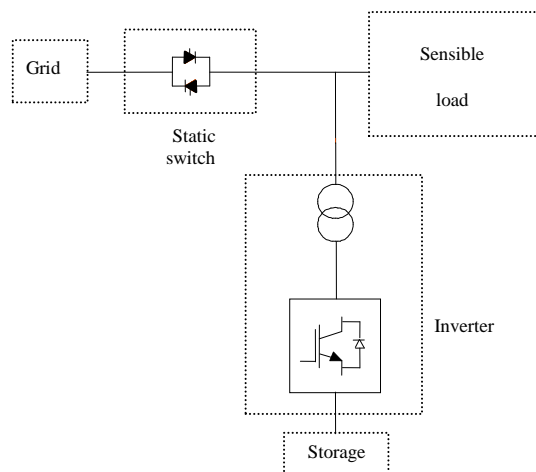 Grid
Static
switch
Sensible
load
Inverter
Storage